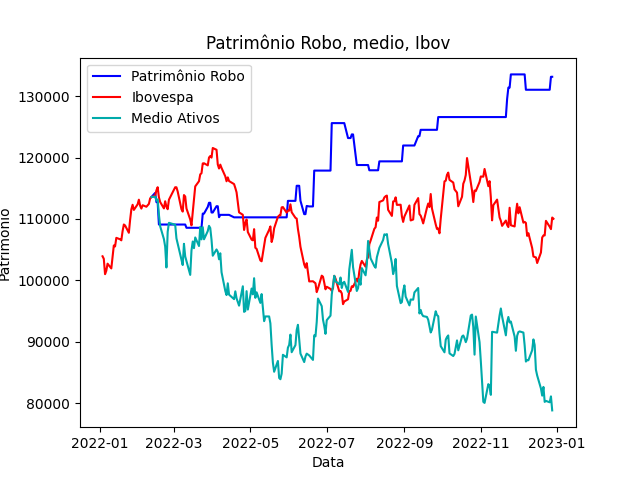 Patrimônio Robo, medio, Ibov
Patrimônio Robo
Ibovespa
Medio Ativos
130000
120000
110000
100000
90000
80000
Patrimonio
2022-01 2022-03 2022-05 2022-07 2022-09 2022-11 2023-01
Data